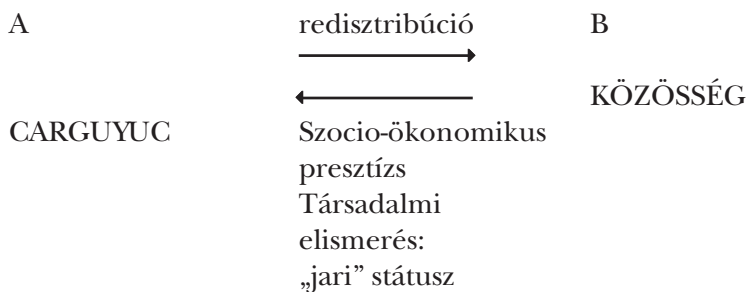 A redisztribúció B
KÖZÖSSÉG
CARGUYUC Szocio-ökonomikus
presztízs
Társadalmi
elismerés:
„jari” státusz